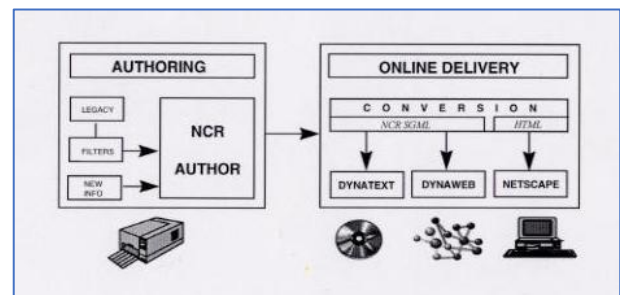 AUTHORING
LEGACY
FILTERS
NEW
INFO
NCR
AUTHOR
ONLINE DELIVERY
C O N V E R S I O N
NCR SGML
HTML
DYNATEXT
DYNAWEB
NETSCAPE